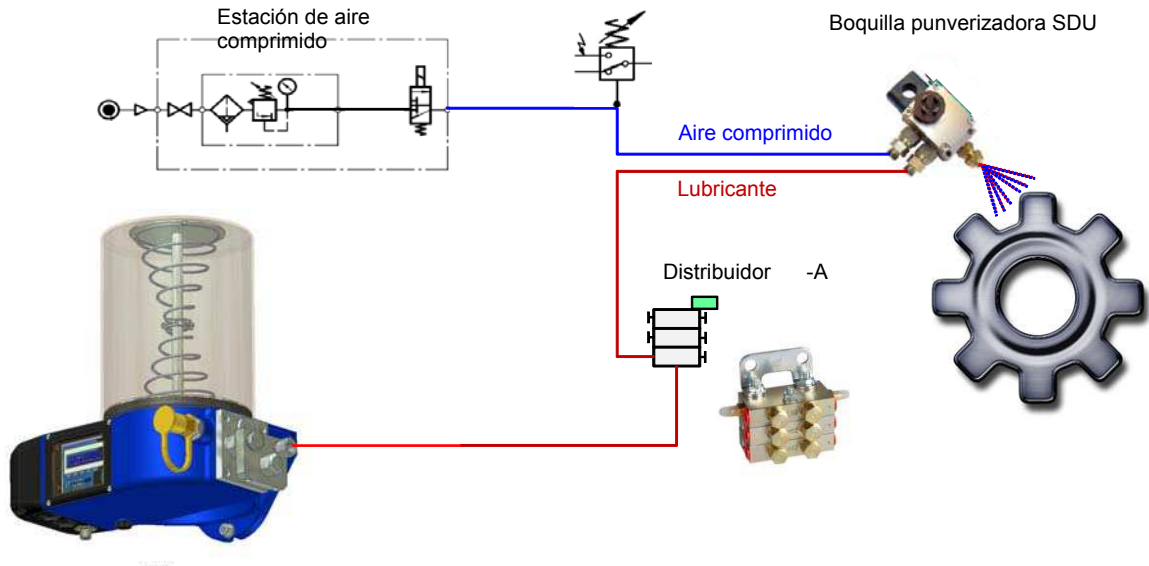 Estación de aire
comprimido
Boquilla punverizadora SDU
Aire comprimido
Lubricante
Distribuidor -A